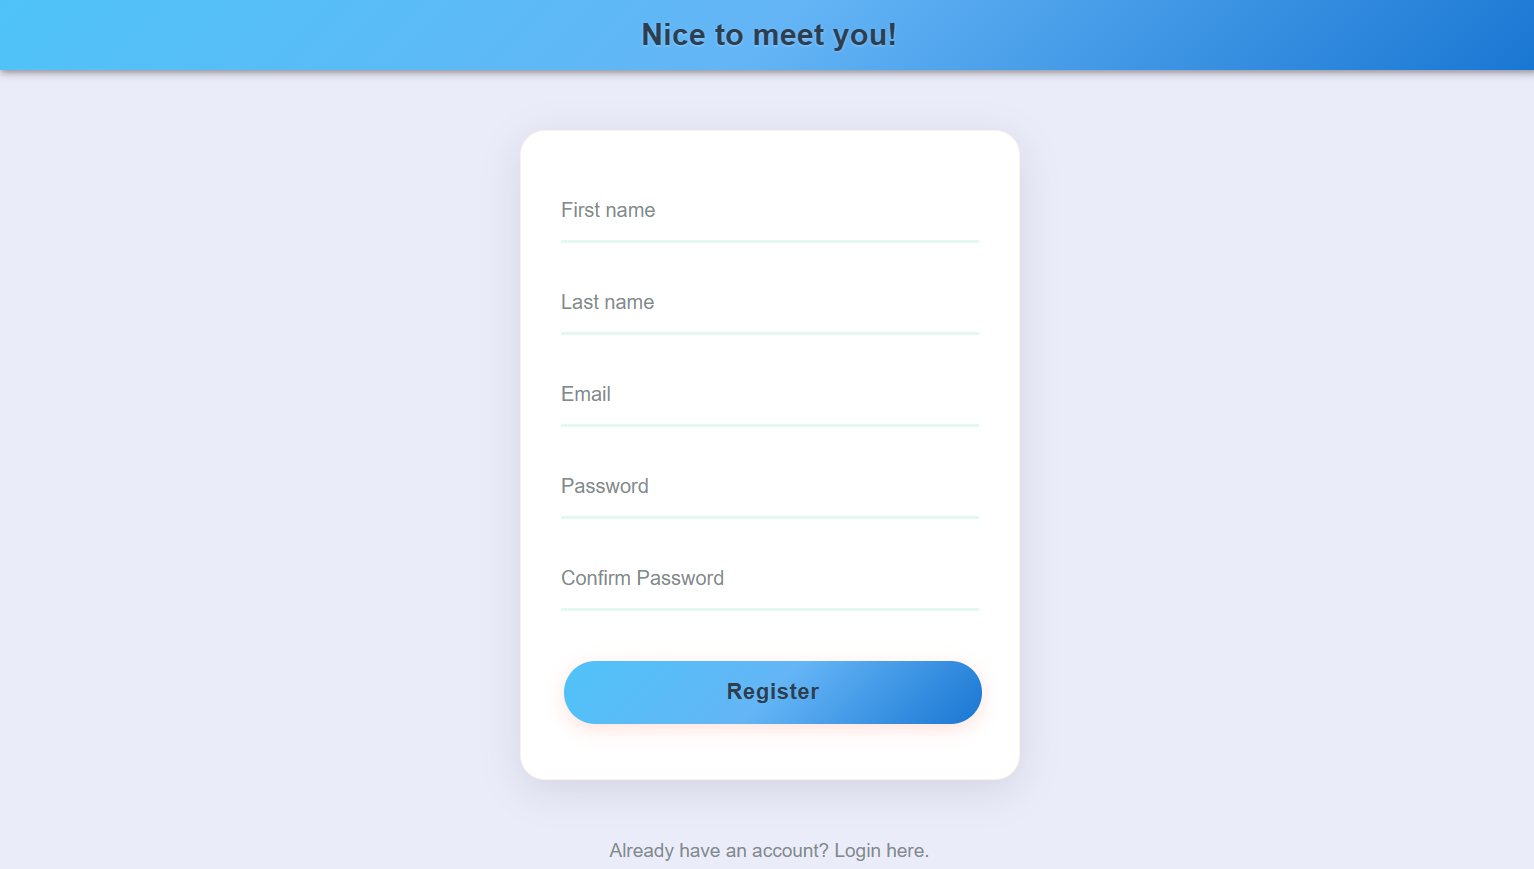 Nice to meet you!
First name
Last name
Email
Password
Confirm Password
Register
Already have an account? Login here.